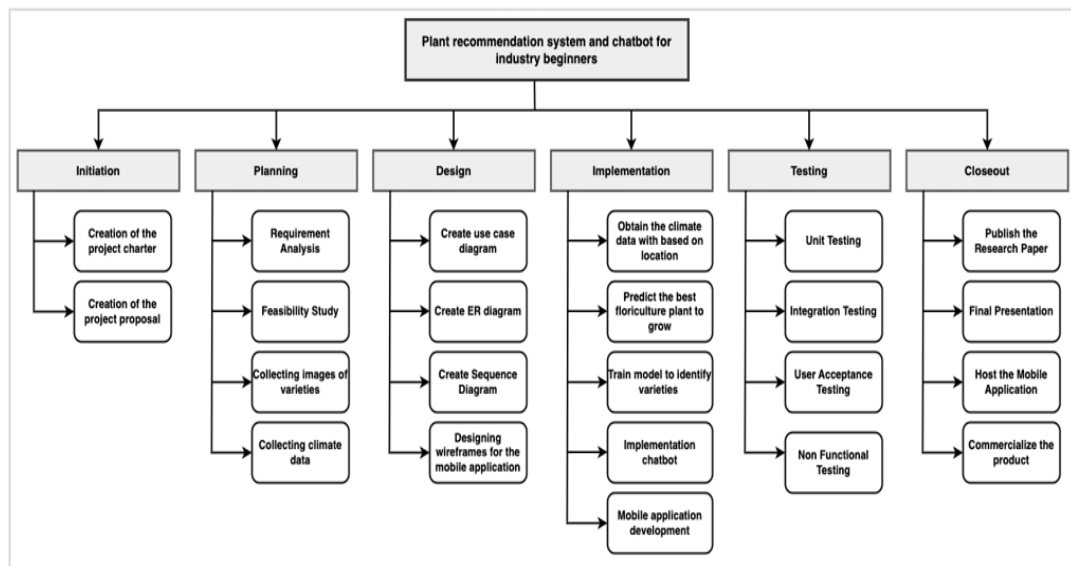 Plant recommendation system and chatbot for
industry beginners
Initiation
Planning
Design
Implementation
Testing
Closeout
Creation of the
project charter
Creation of the
project proposal
Requirement
Analysis
Feasibility Study
Collecting images of
varieties
Collecting climate
data
Create use case
diagram
Create ER diagram
Create Sequence
Diagram
Designing
wireframes for the
mobile application
Obtain the climate
data with based on
location
Predict the best
floriculture plant to
grow
Train model to identify
varieties
Implementation
chatbot
Mobile application
development
Unit Testing
Integration Testing
User Acceptance
Testing
Non Functional
Testing
Publish the
Research Paper
Final Presentation
Host the Mobile
Application
Commercialize the
product